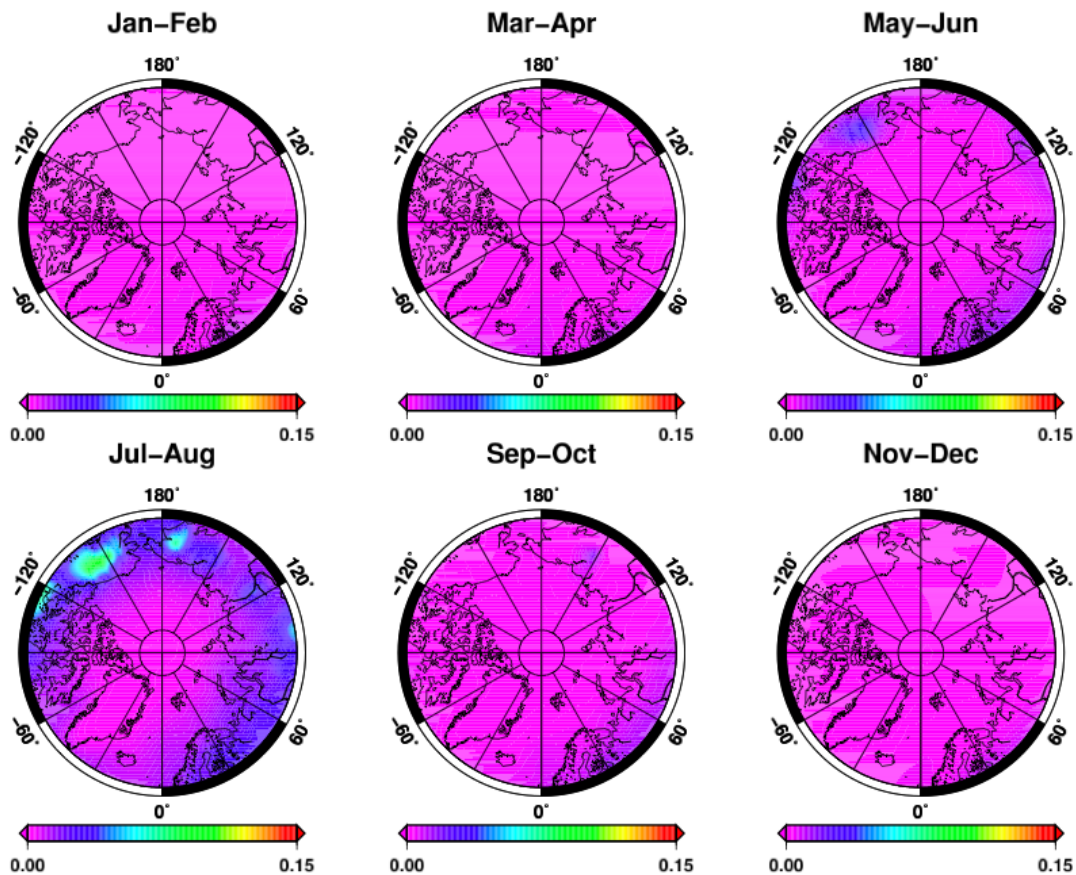 Jan–Feb Mar–Apr May–Jun
180° 180° 180°
−120° 120° −120° 120° −120° 120°
−60° 60° −60° 60° −60° 60°
0° 0° 0°
0.00 0.15 0.00 0.15 0.00 0.15
Jul–Aug Sep–Oct Nov–Dec
180° 180° 180°
−120° 120° −120° 120° −120° 120°
−60° 60° −60° 60° −60° 60°
0° 0° 0°
0.00 0.15 0.00 0.15 0.00 0.15